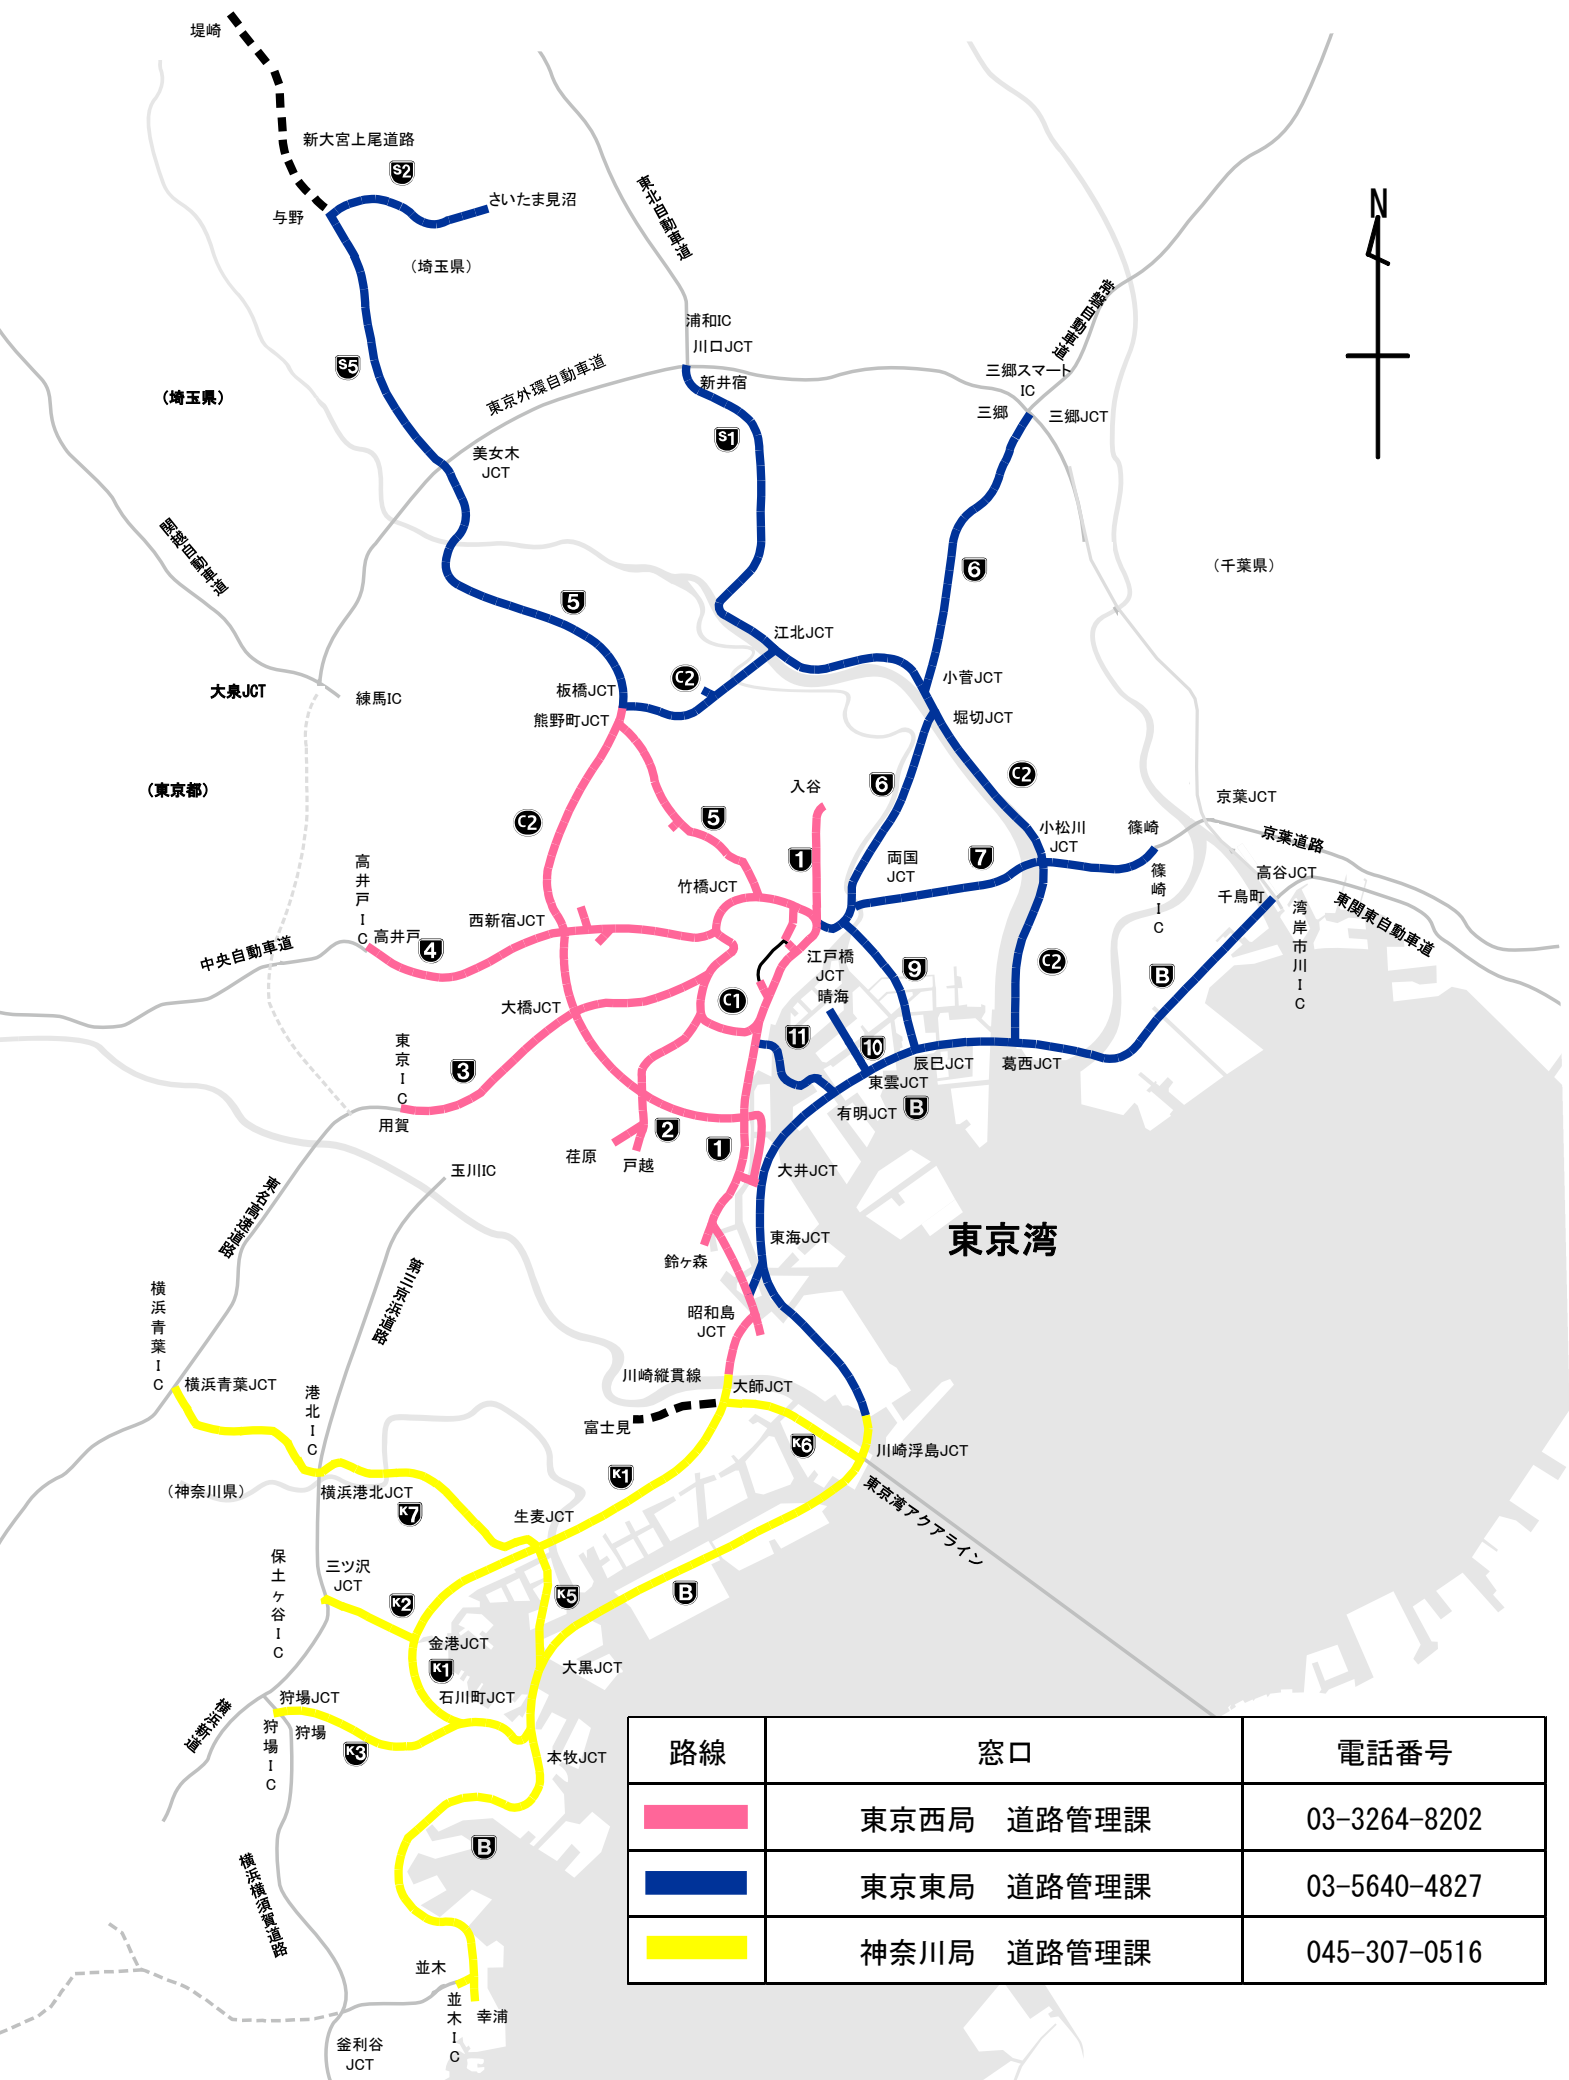 堤崎
新大宮上尾道路
S2
さいたま見沼
与野
（埼玉県）
東北自動車道
N
浦和IC
川口JCT
常磐自動車道
S5
東京外環自動車道
新井宿
三郷スマート
IC
三郷
三郷JCT
（埼玉県）
S1
美女木
JCT
関越自動車道
6
（千葉県）
5
江北JCT
C2
小菅JCT
大泉JCT
練馬IC
板橋JCT
熊野町JCT
堀切JCT
C2
（東京都）
入谷
6
京葉JCT
C2
5
小松川
JCT
篠崎
京葉道路
高井戸IC
1
両国
JCT
7
篠崎IC
高谷JCT
竹橋JCT
千鳥町
湾岸市川IC
東関東自動車道
西新宿JCT
高井戸
4
中央自動車道
江戸橋
JCT
9
C2
B
晴海
大橋JCT
C1
11
10
東京IC
3
辰巳JCT
葛西JCT
東雲JCT
有明JCT
B
用賀
2
1
荏原
戸越
玉川IC
大井JCT
東名高速道路
東海JCT
東京湾
鈴ヶ森
第三京浜道路
横浜青葉IC
昭和島
JCT
川崎縦貫線
大師JCT
横浜青葉JCT
港北IC
富士見
K6
川崎浮島JCT
K1
（神奈川県）
横浜港北JCT
K7
生麦JCT
東京湾アクアライン
保土ヶ谷IC
三ツ沢
JCT
K2
K5
B
金港JCT
K1
大黒JCT
狩場JCT
石川町JCT
横浜新道
狩場IC
狩場
K3
本牧JCT
B
横浜横須賀道路
並木
並木IC
幸浦
釜利谷
JCT
路線 窓口 電話番号
東京西局　道路管理課 03-3264-8202
東京東局　道路管理課 03-5640-4827
神奈川局　道路管理課 045-307-0516